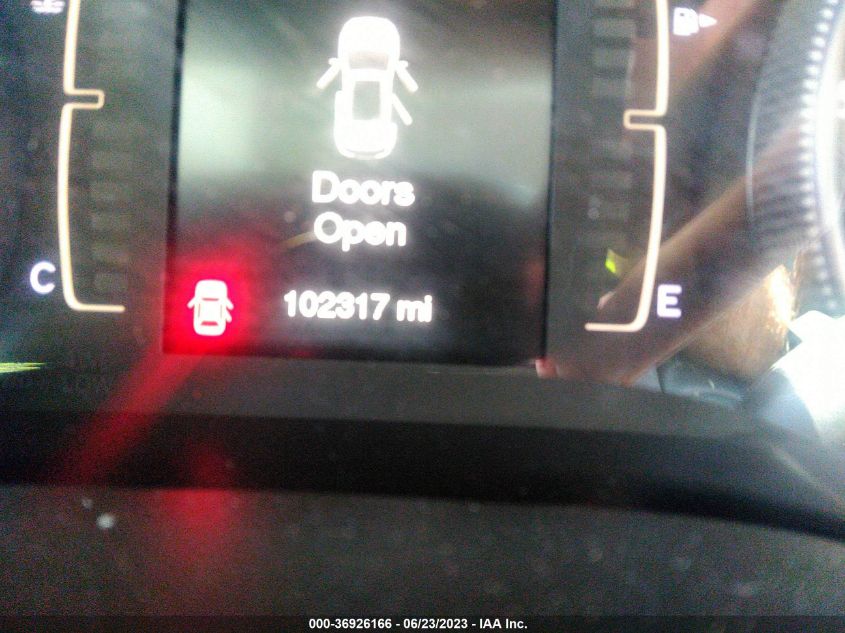 Doors
Open
C
102317 mi
E
000-36926166 - 06/23/2023 - IAA Inc.